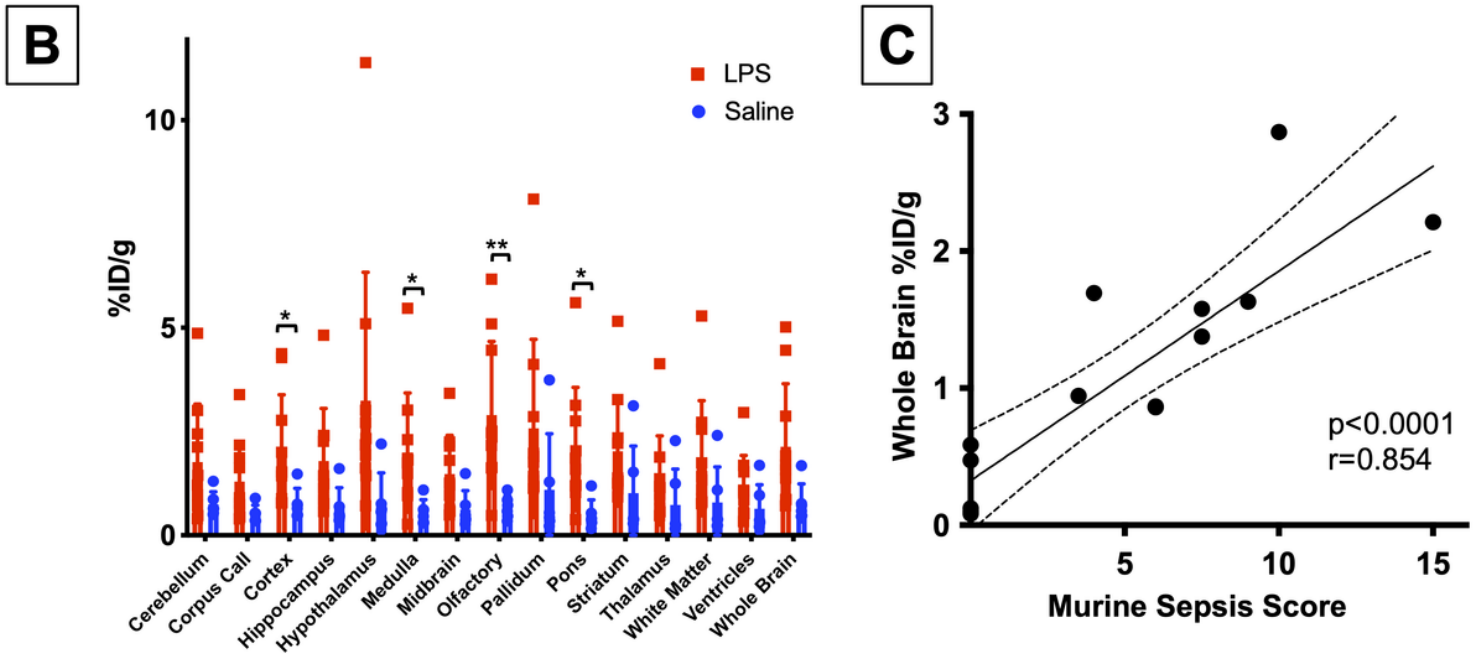 B
%ID/g
10
5
0
LPS
Saline
*
*
**
*
Cerebellum
Corpus Call
Cortex
Hippocampus
Hypothalamus
Medulla
Midbrain
Olfactory
Pallidum
Pons
Striatum
Thalamus
White Matter
Ventricles
Whole Brain
C
Whole Brain %ID/g
3
2
1
0
p<0.0001
r=0.854
5
10
15
Murine Sepsis Score